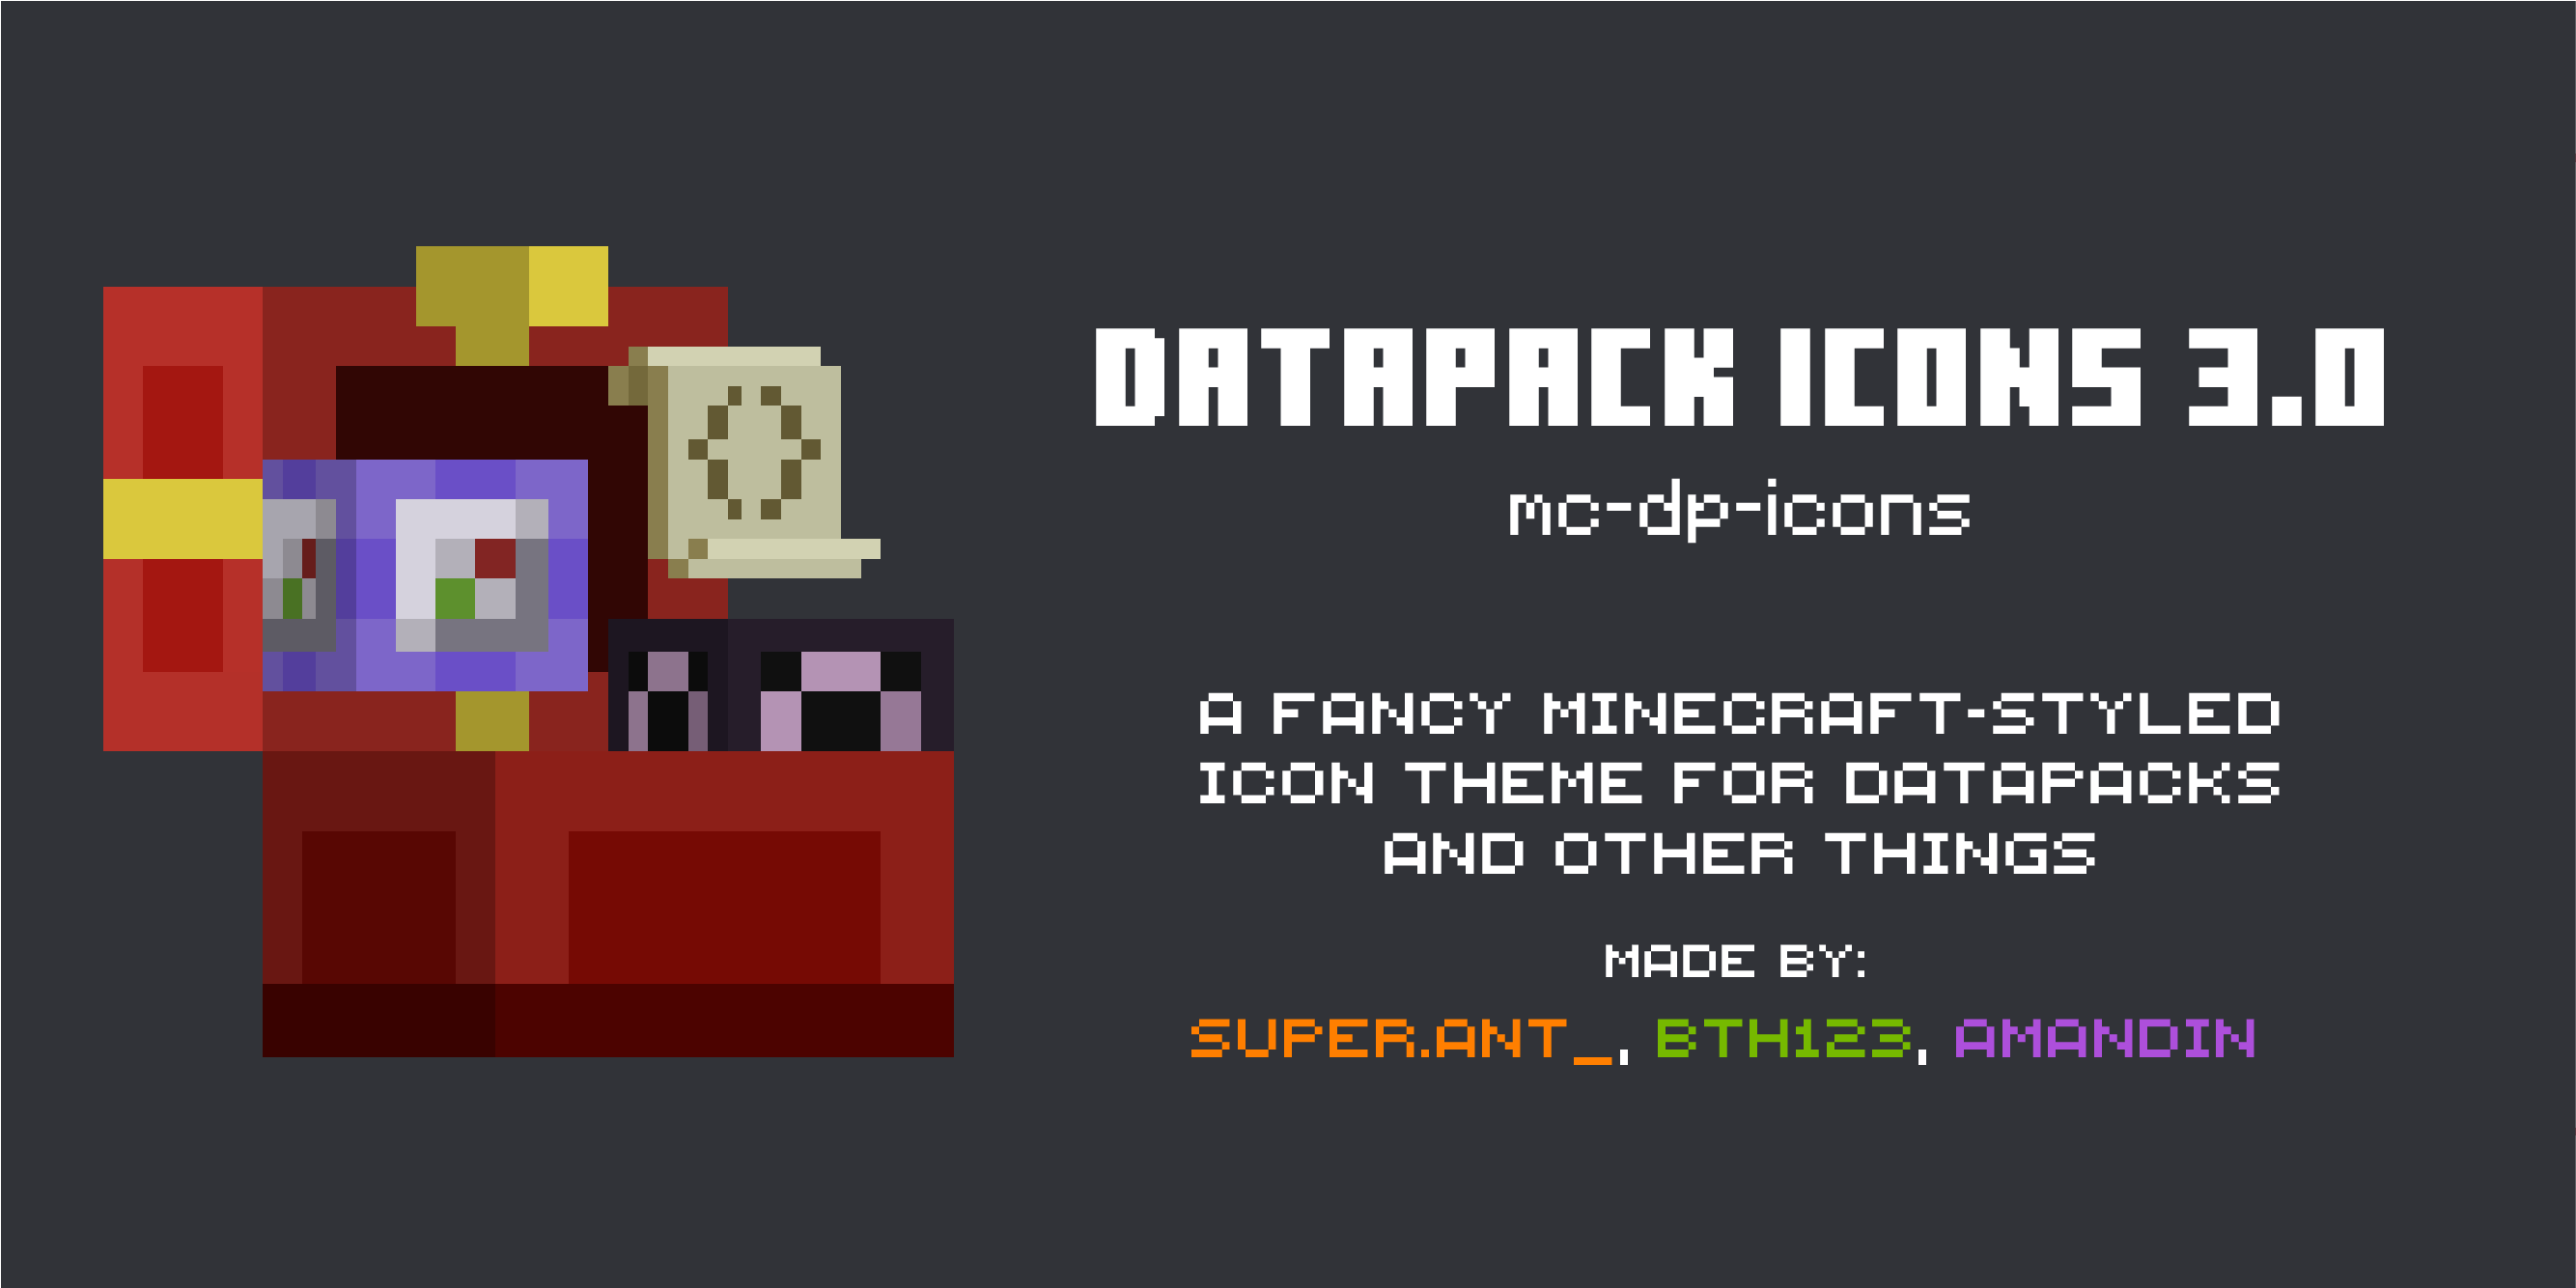 DATAPACK ICONS 3.0
mc-dp-icons
A FANCY MINECRAFT-STYLED
ICON THEME FOR DATAPACKS
AND OTHER THINGS
MADE BY:
SUPER.ANT_, BTH123, AMANDIN